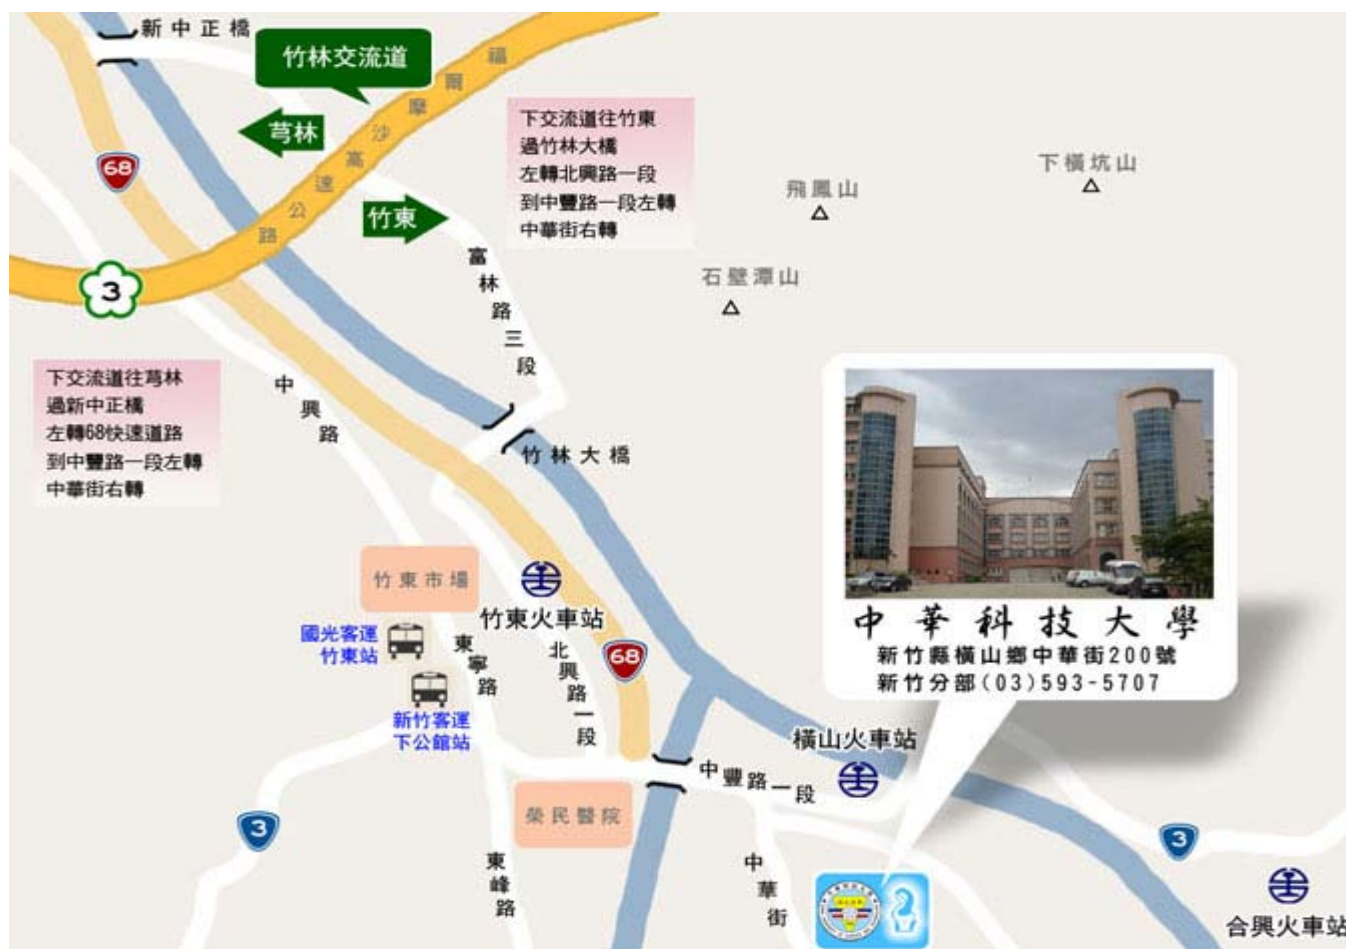 新中正橋
竹林交流道
福爾摩沙高速公路
芎林
竹東
68
3
下交流道往竹東
過竹林大橋
左轉北興路一段
到中豐路一段左轉
中華街右轉
下橫坑山
飛鳳山
石壁潭山
富林路三段
下交流道往芎林
過新中正橋
左轉68快速道路
到中豐路一段左轉
中華街右轉
中興路
竹林大橋
竹東市場
竹東火車站
國光客運
竹東站
東寧路
北興路一段
68
新竹客運
下公館站
中華科技大學
新竹縣橫山鄉中華街200號
新竹分部(03)593-5707
橫山火車站
中豐路一段
榮民醫院
3
3
東峰路
中華街
合興火車站